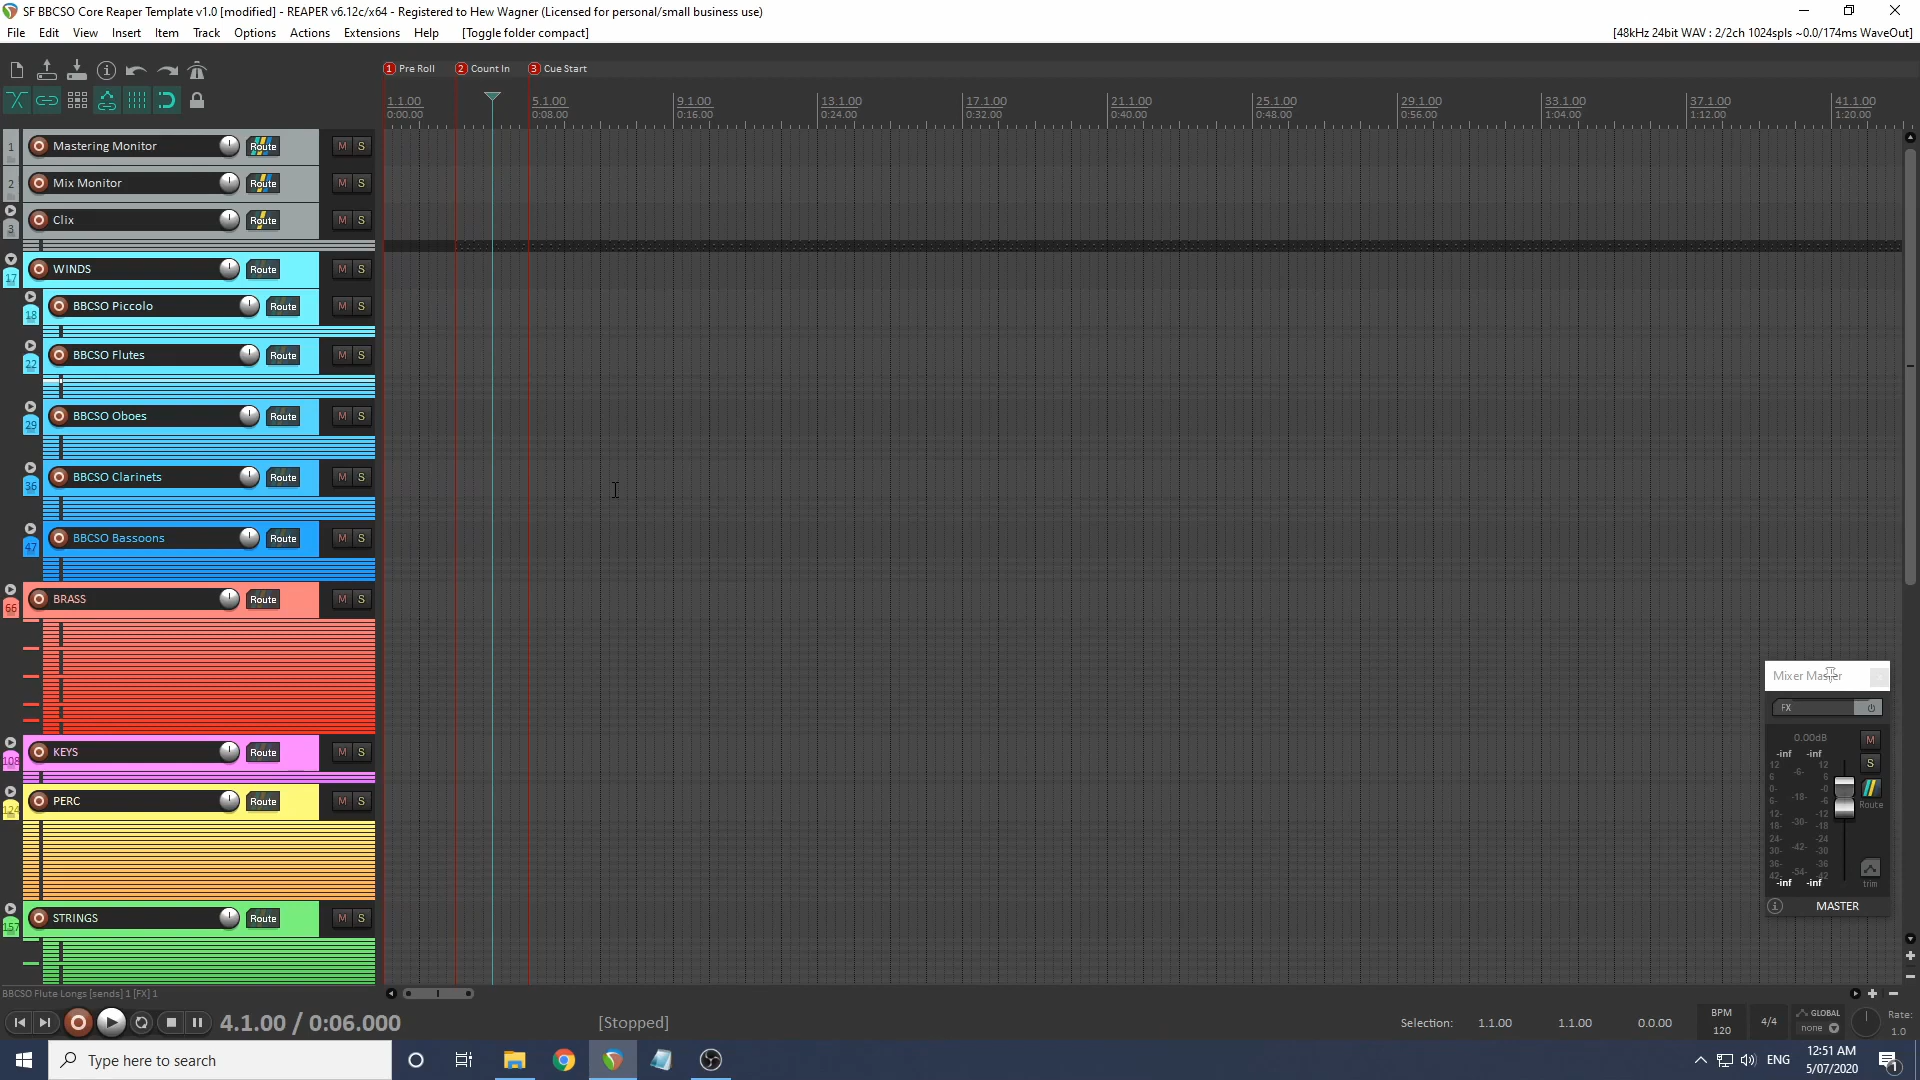 SF BBCSO Core Reaper Template v1.0 [modified] - REAPER v6.12c/x64 - Registered to Hew Wagner (Licensed for personal/small business use)
File Edit View Insert Item Track Options Actions Extensions Help [Toggle folder compact]
[48kHz 24bit WAV : 2/2ch 1024spls ~0.0/174ms WaveOut]
1 Pre Roll 2 Count In 3 Cue Start
1.1.00 5.1.00 9.1.00 13.1.00 17.1.00 21.1.00 25.1.00 29.1.00 33.1.00 37.1.00 41.1.00
0:00.00 0:08.00 0:16.00 0:24.00 0:32.00 0:40.00 0:48.00 0:56.00 1:04.00 1:12.00 1:20.00
1 Mastering Monitor Route M S
2 Mix Monitor Route M S
3 Clix Route M S
17 WINDS Route M S
18 BBCSO Piccolo Route M S
22 BBCSO Flutes Route M S
29 BBCSO Oboes Route M S
36 BBCSO Clarinets Route M S
47 BBCSO Bassoons Route M S
66 BRASS Route M S
108 KEYS Route M S
124 PERC Route M S
157 STRINGS Route M S
Mixer Master
FX
0.00dB M
-inf -inf
S
12 12
6 -6- 6
0- -0
6- -18- -6
Route
12- -12
18- -30- -18
24- -24
30- -42- -30
36- -36
42- -54- -42
-inf -inf trim
MASTER
BBCSO Flute Longs [sends] 1 [FX] 1
4.1.00 / 0:06.000 [Stopped]
Selection: 1.1.00 1.1.00 0.0.00
BPM
120
4/4
GLOBAL
none
Rate:
1.0
Type here to search
ENG
12:51 AM
5/07/2020
1